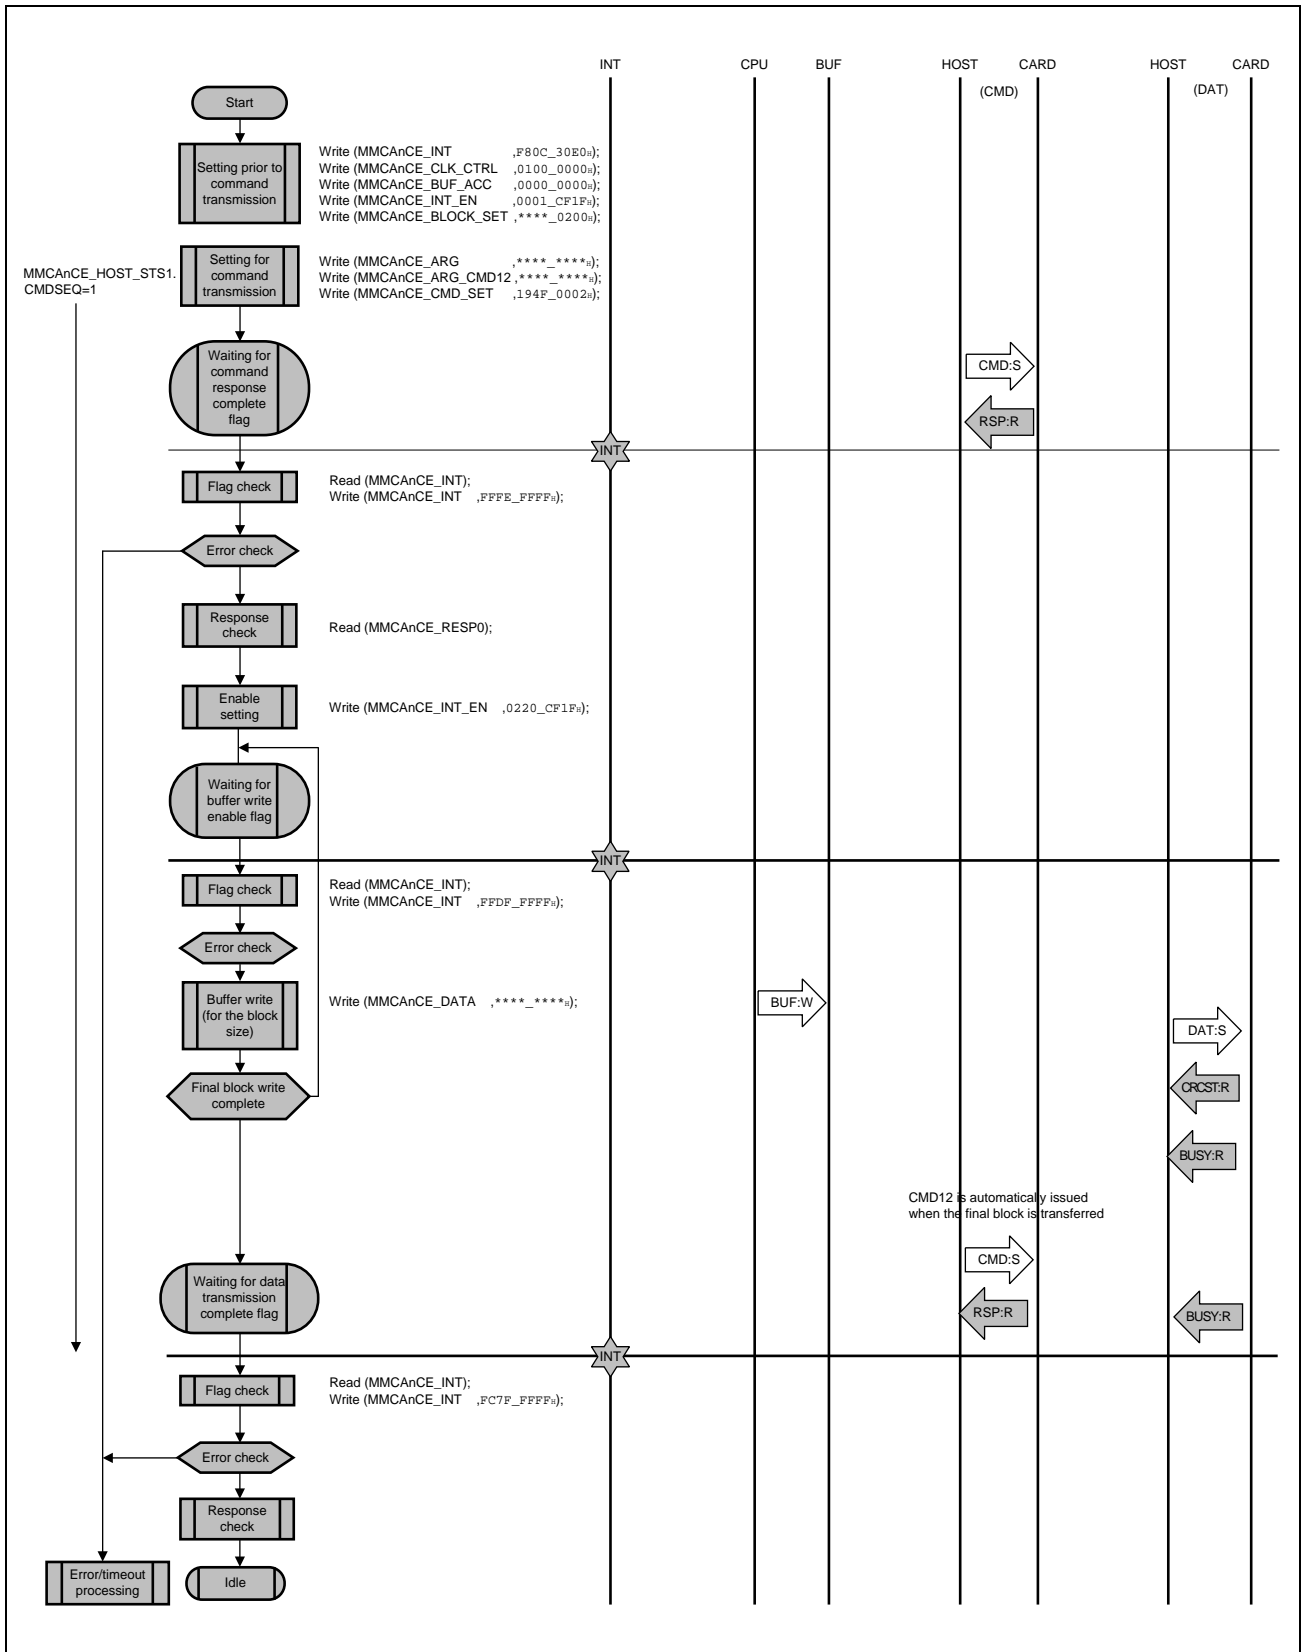 INT CPU BUF HOST CARD HOST CARD
(CMD) (DAT)
Start
Setting prior to
command
transmission
Write (MMCAnCE_INT ,F80C_30E0H);
Write (MMCAnCE_CLK_CTRL ,0100_0000H);
Write (MMCAnCE_BUF_ACC ,0000_0000H);
Write (MMCAnCE_INT_EN ,0001_CF1FH);
Write (MMCAnCE_BLOCK_SET ,****_0200H);
MMCAnCE_HOST_STS1.
CMDSEQ=1
Setting for
command
transmission
Write (MMCAnCE_ARG ,****_****H);
Write (MMCAnCE_ARG_CMD12 ,****_****H);
Write (MMCAnCE_CMD_SET ,194F_0002H);
Waiting for
command
response
complete
flag
CMD:S
RSP:R
INT
Flag check
Read (MMCAnCE_INT);
Write (MMCAnCE_INT ,FFFE_FFFFH);
Error check
Response
check
Read (MMCAnCE_RESP0);
Enable
setting
Write (MMCAnCE_INT_EN ,0220_CF1FH);
Waiting for
buffer write
enable flag
INT
Flag check
Read (MMCAnCE_INT);
Write (MMCAnCE_INT ,FFDF_FFFFH);
Error check
Buffer write
(for the block
size)
Write (MMCAnCE_DATA ,****_****H);
BUF:W
DAT:S
Final block write
complete
CRCST:R
BUSY:R
CMD12 is automatically issued
when the final block is transferred
Waiting for data
transmission
complete flag
CMD:S
RSP:R
BUSY:R
INT
Flag check
Read (MMCAnCE_INT);
Write (MMCAnCE_INT ,FC7F_FFFFH);
Error check
Response
check
Error/timeout
processing
Idle